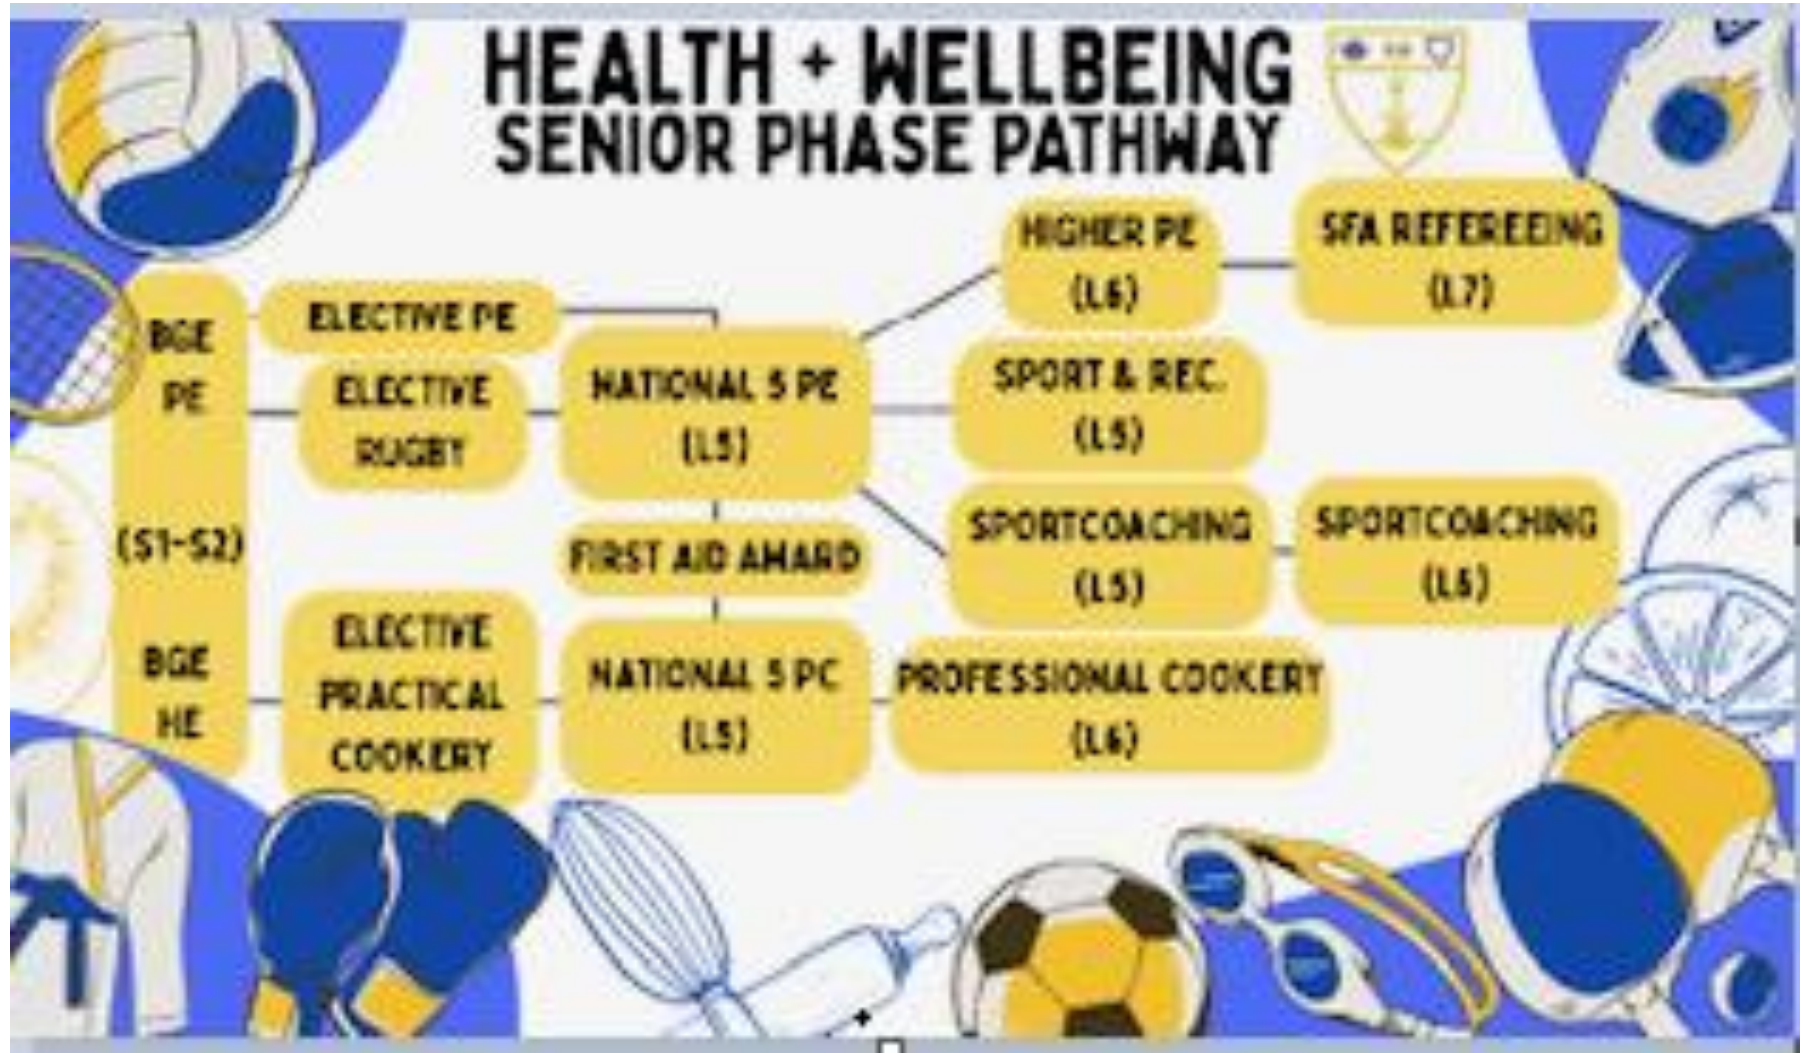 HEALTH + WELLBEING
SENIOR PHASE PATHWAY
HIGHER PE
(L6)
SFA REFEREEING
(L7)
BGE
PE
(S1-S2)
BGE
HE
ELECTIVE PE
ELECTIVE
RUGBY
NATIONAL 5 PE
(L5)
SPORT & REC.
(L5)
FIRST AID AWARD
SPORTCOACHING
(L5)
SPORTCOACHING
(L6)
ELECTIVE
PRACTICAL
COOKERY
NATIONAL 5 PC
(L5)
PROFESSIONAL COOKERY
(L6)